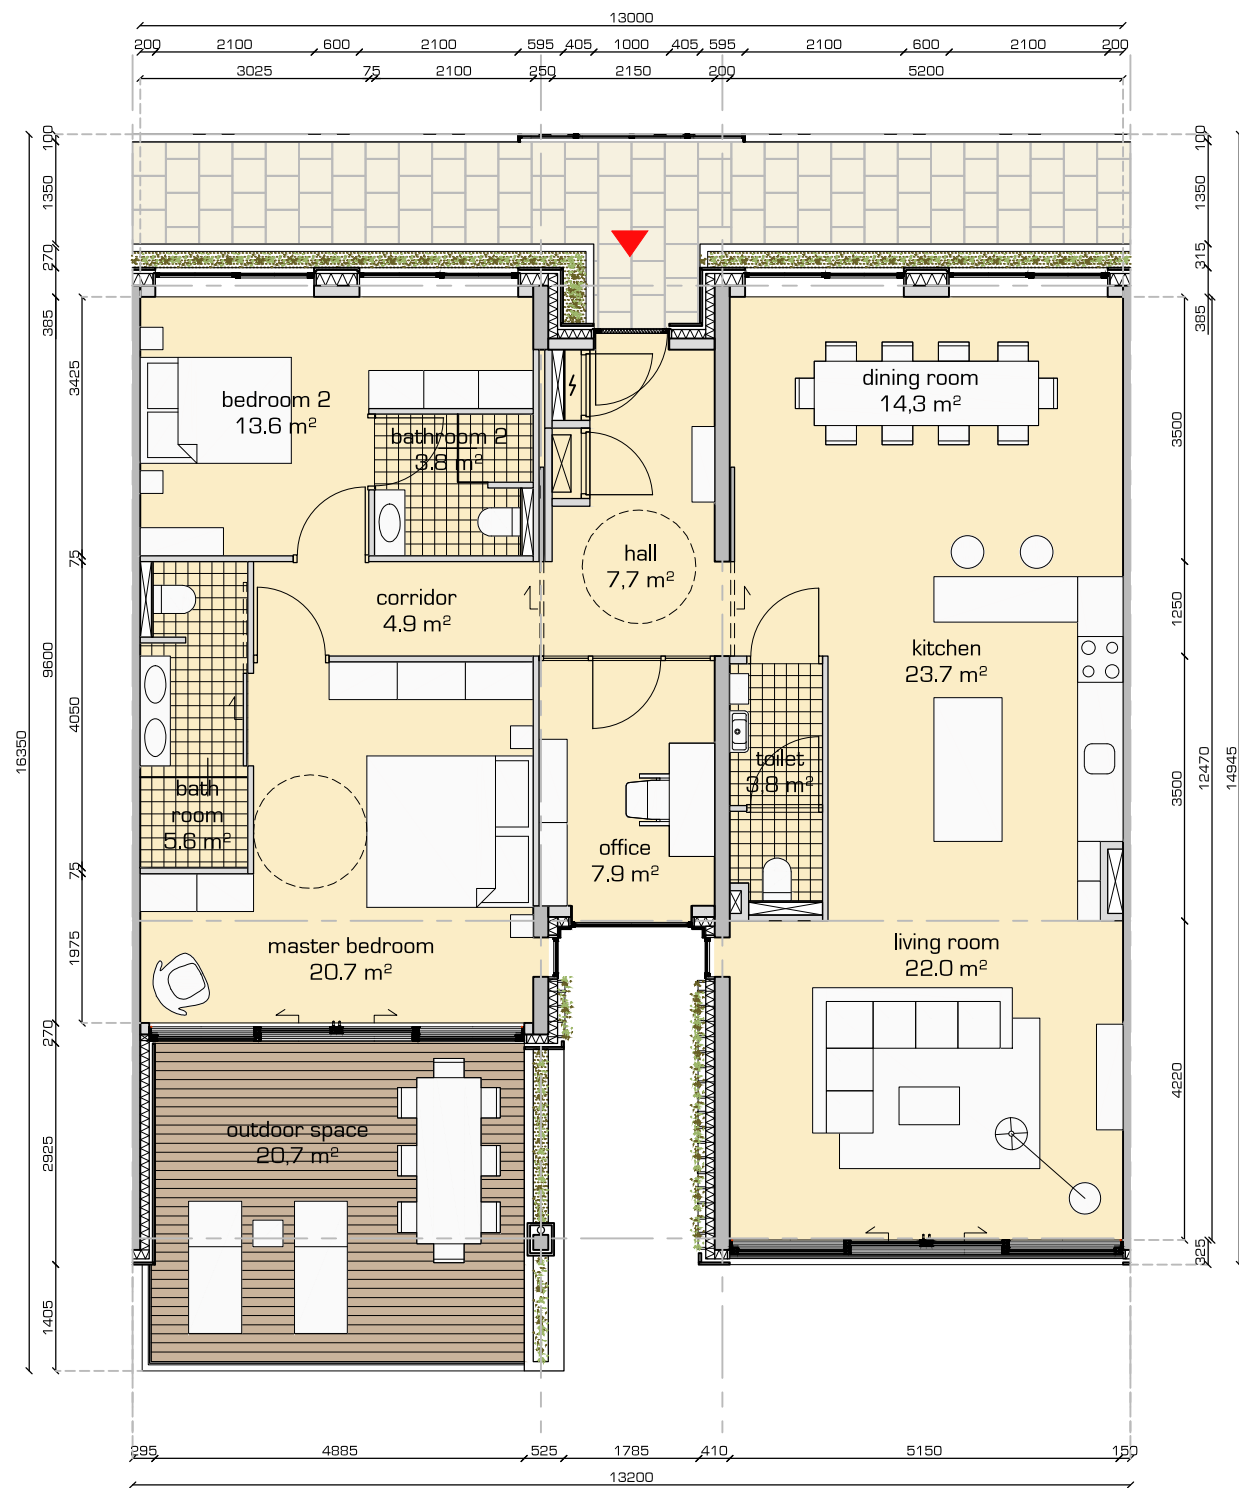 13000
200 2100 600 2100 595 405 1000 405 595 2100 600 2100 200
3025 75 2100 250 2150 200 5200
100
1350
270
385
3425
75
9600
4050
16350
75
1975
270
2925
1405
100
1350
315
385
3500
1250
12470
14945
3500
4220
325
bedroom 2
13.6 m²
bathroom 2
3.8 m²
dining room
14,3 m²
hall
7,7 m²
corridor
4.9 m²
kitchen
23.7 m²
toilet
3.8 m²
bath
room
5.6 m²
office
7.9 m²
master bedroom
20.7 m²
living room
22.0 m²
outdoor space
20,7 m²
295 4885 525 1785 410 5150 150
13200